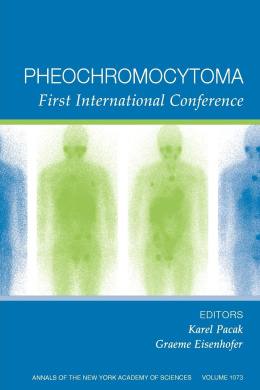 PHEOCHROMOCYTOMA
First International Conference
EDITORS
Karel Pacak
Graeme Eisenhofer
ANNALS OF THE NEW YORK ACADEMY OF SCIENCES VOLUME 1073